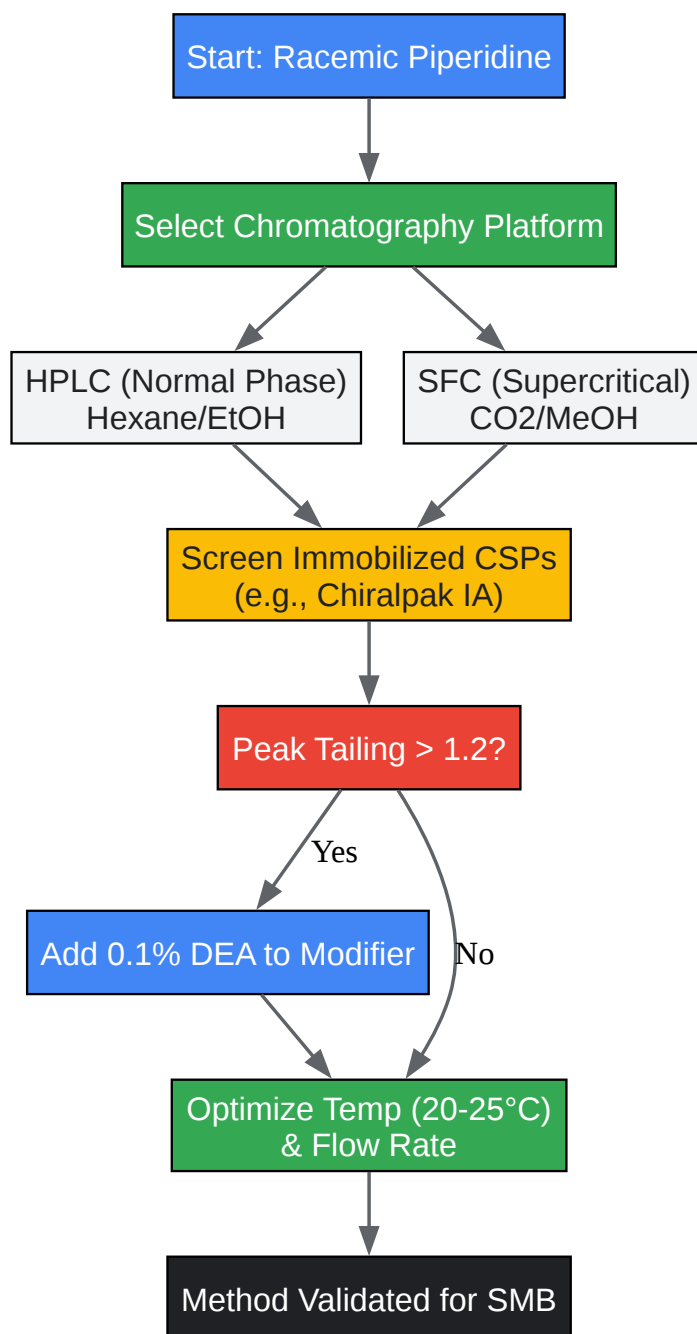 Start: Racemic Piperidine
Select Chromatography Platform
HPLC (Normal Phase)
Hexane/EtOH
SFC (Supercritical)
CO2/MeOH
Screen Immobilized CSPs
(e.g., Chiralpak IA)
Peak Tailing > 1.2?
Yes
Add 0.1% DEA to Modifier
No
Optimize Temp (20-25°C)
& Flow Rate
Method Validated for SMB